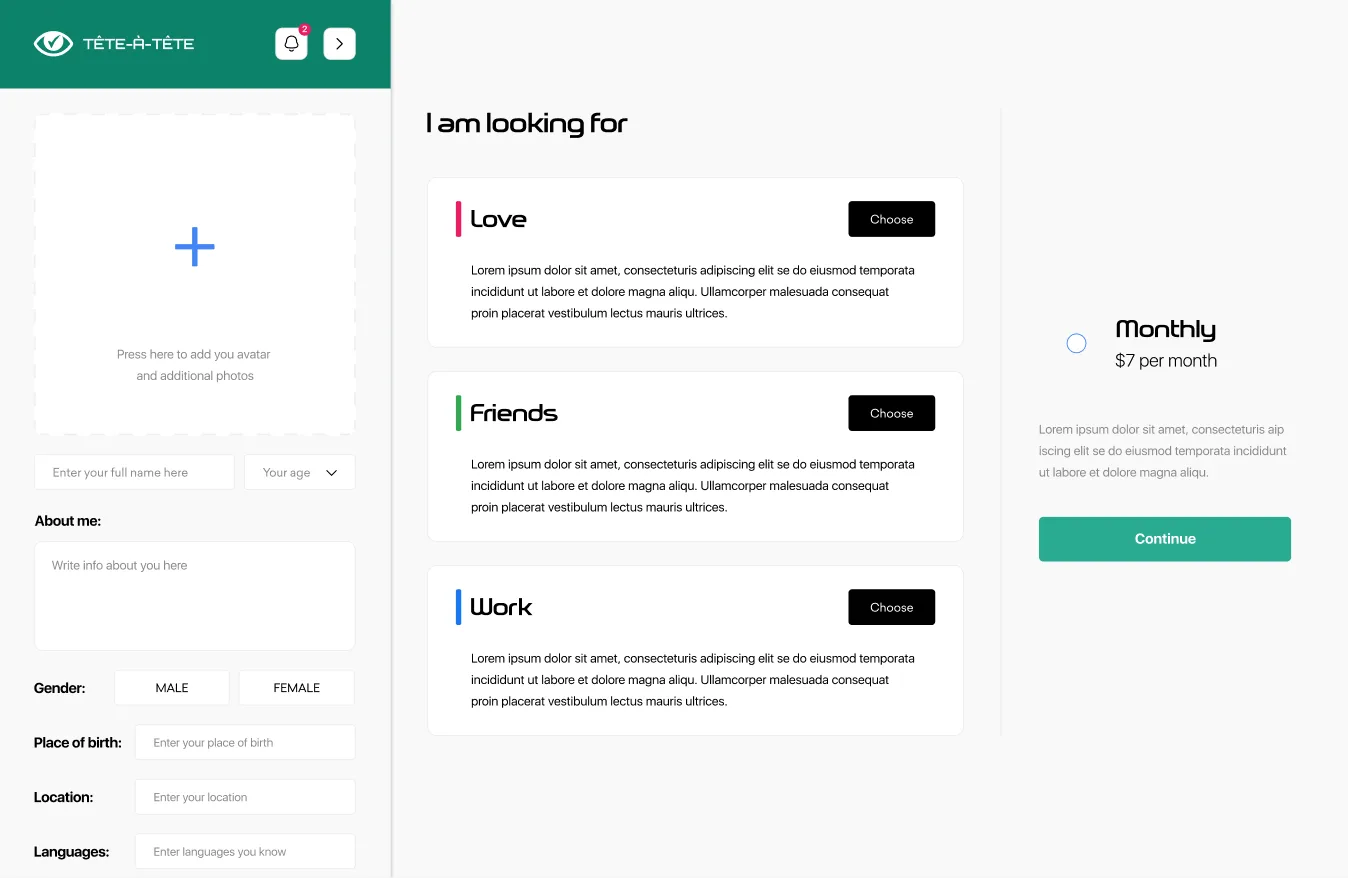 TÊTE-À-TÊTE
2
Press here to add you avatar
and additional photos
Enter your full name here
Your age
About me:
Write info about you here
Gender:
MALE
FEMALE
Place of birth:
Enter your place of birth
Location:
Enter your location
Languages:
Enter languages you know
I am looking for
Love
Choose
Lorem ipsum dolor sit amet, consecteturis adipiscing elit se do eiusmod temporata
incididunt ut labore et dolore magna aliqu. Ullamcorper malesuada consequat
proin placerat vestibulum lectus mauris ultrices.
Friends
Choose
Lorem ipsum dolor sit amet, consecteturis adipiscing elit se do eiusmod temporata
incididunt ut labore et dolore magna aliqu. Ullamcorper malesuada consequat
proin placerat vestibulum lectus mauris ultrices.
Work
Choose
Lorem ipsum dolor sit amet, consecteturis adipiscing elit se do eiusmod temporata
incididunt ut labore et dolore magna aliqu. Ullamcorper malesuada consequat
proin placerat vestibulum lectus mauris ultrices.
Monthly
$7 per month
Lorem ipsum dolor sit amet, consecteturis aip
iscing elit se do eiusmod temporata incididunt
ut labore et dolore magna aliqu.
Continue